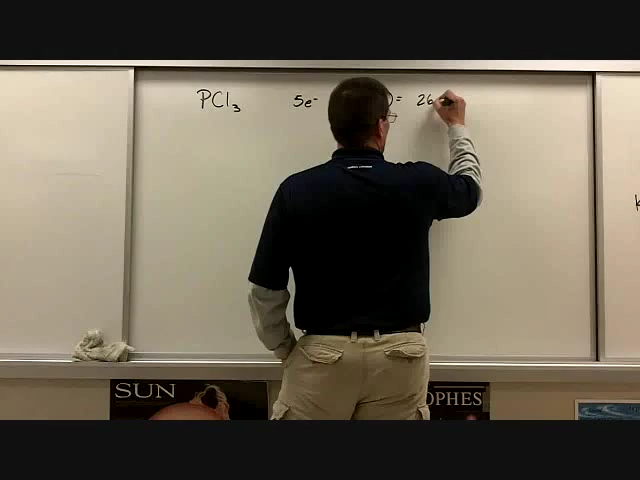 PCl₃ 5e⁻ ) = 26
SUN
OPHES